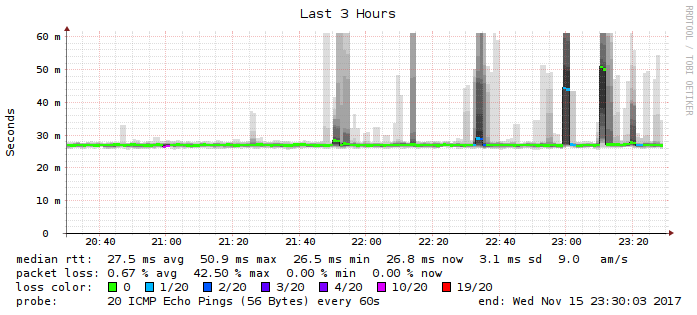 Last 3 Hours
RRDTOOL / TOBI OETIKER
Seconds
60 m
50 m
40 m
30 m
20 m
10 m
0
20:40 21:00 21:20 21:40 22:00 22:20 22:40 23:00 23:20
median rtt: 27.5 ms avg 50.9 ms max 26.5 ms min 26.8 ms now 3.1 ms sd 9.0 am/s
packet loss: 0.67 % avg 42.50 % max 0.00 % min 0.00 % now
loss color: 0 1/20 2/20 3/20 4/20 10/20 19/20
probe: 20 ICMP Echo Pings (56 Bytes) every 60s end: Wed Nov 15 23:30:03 2017